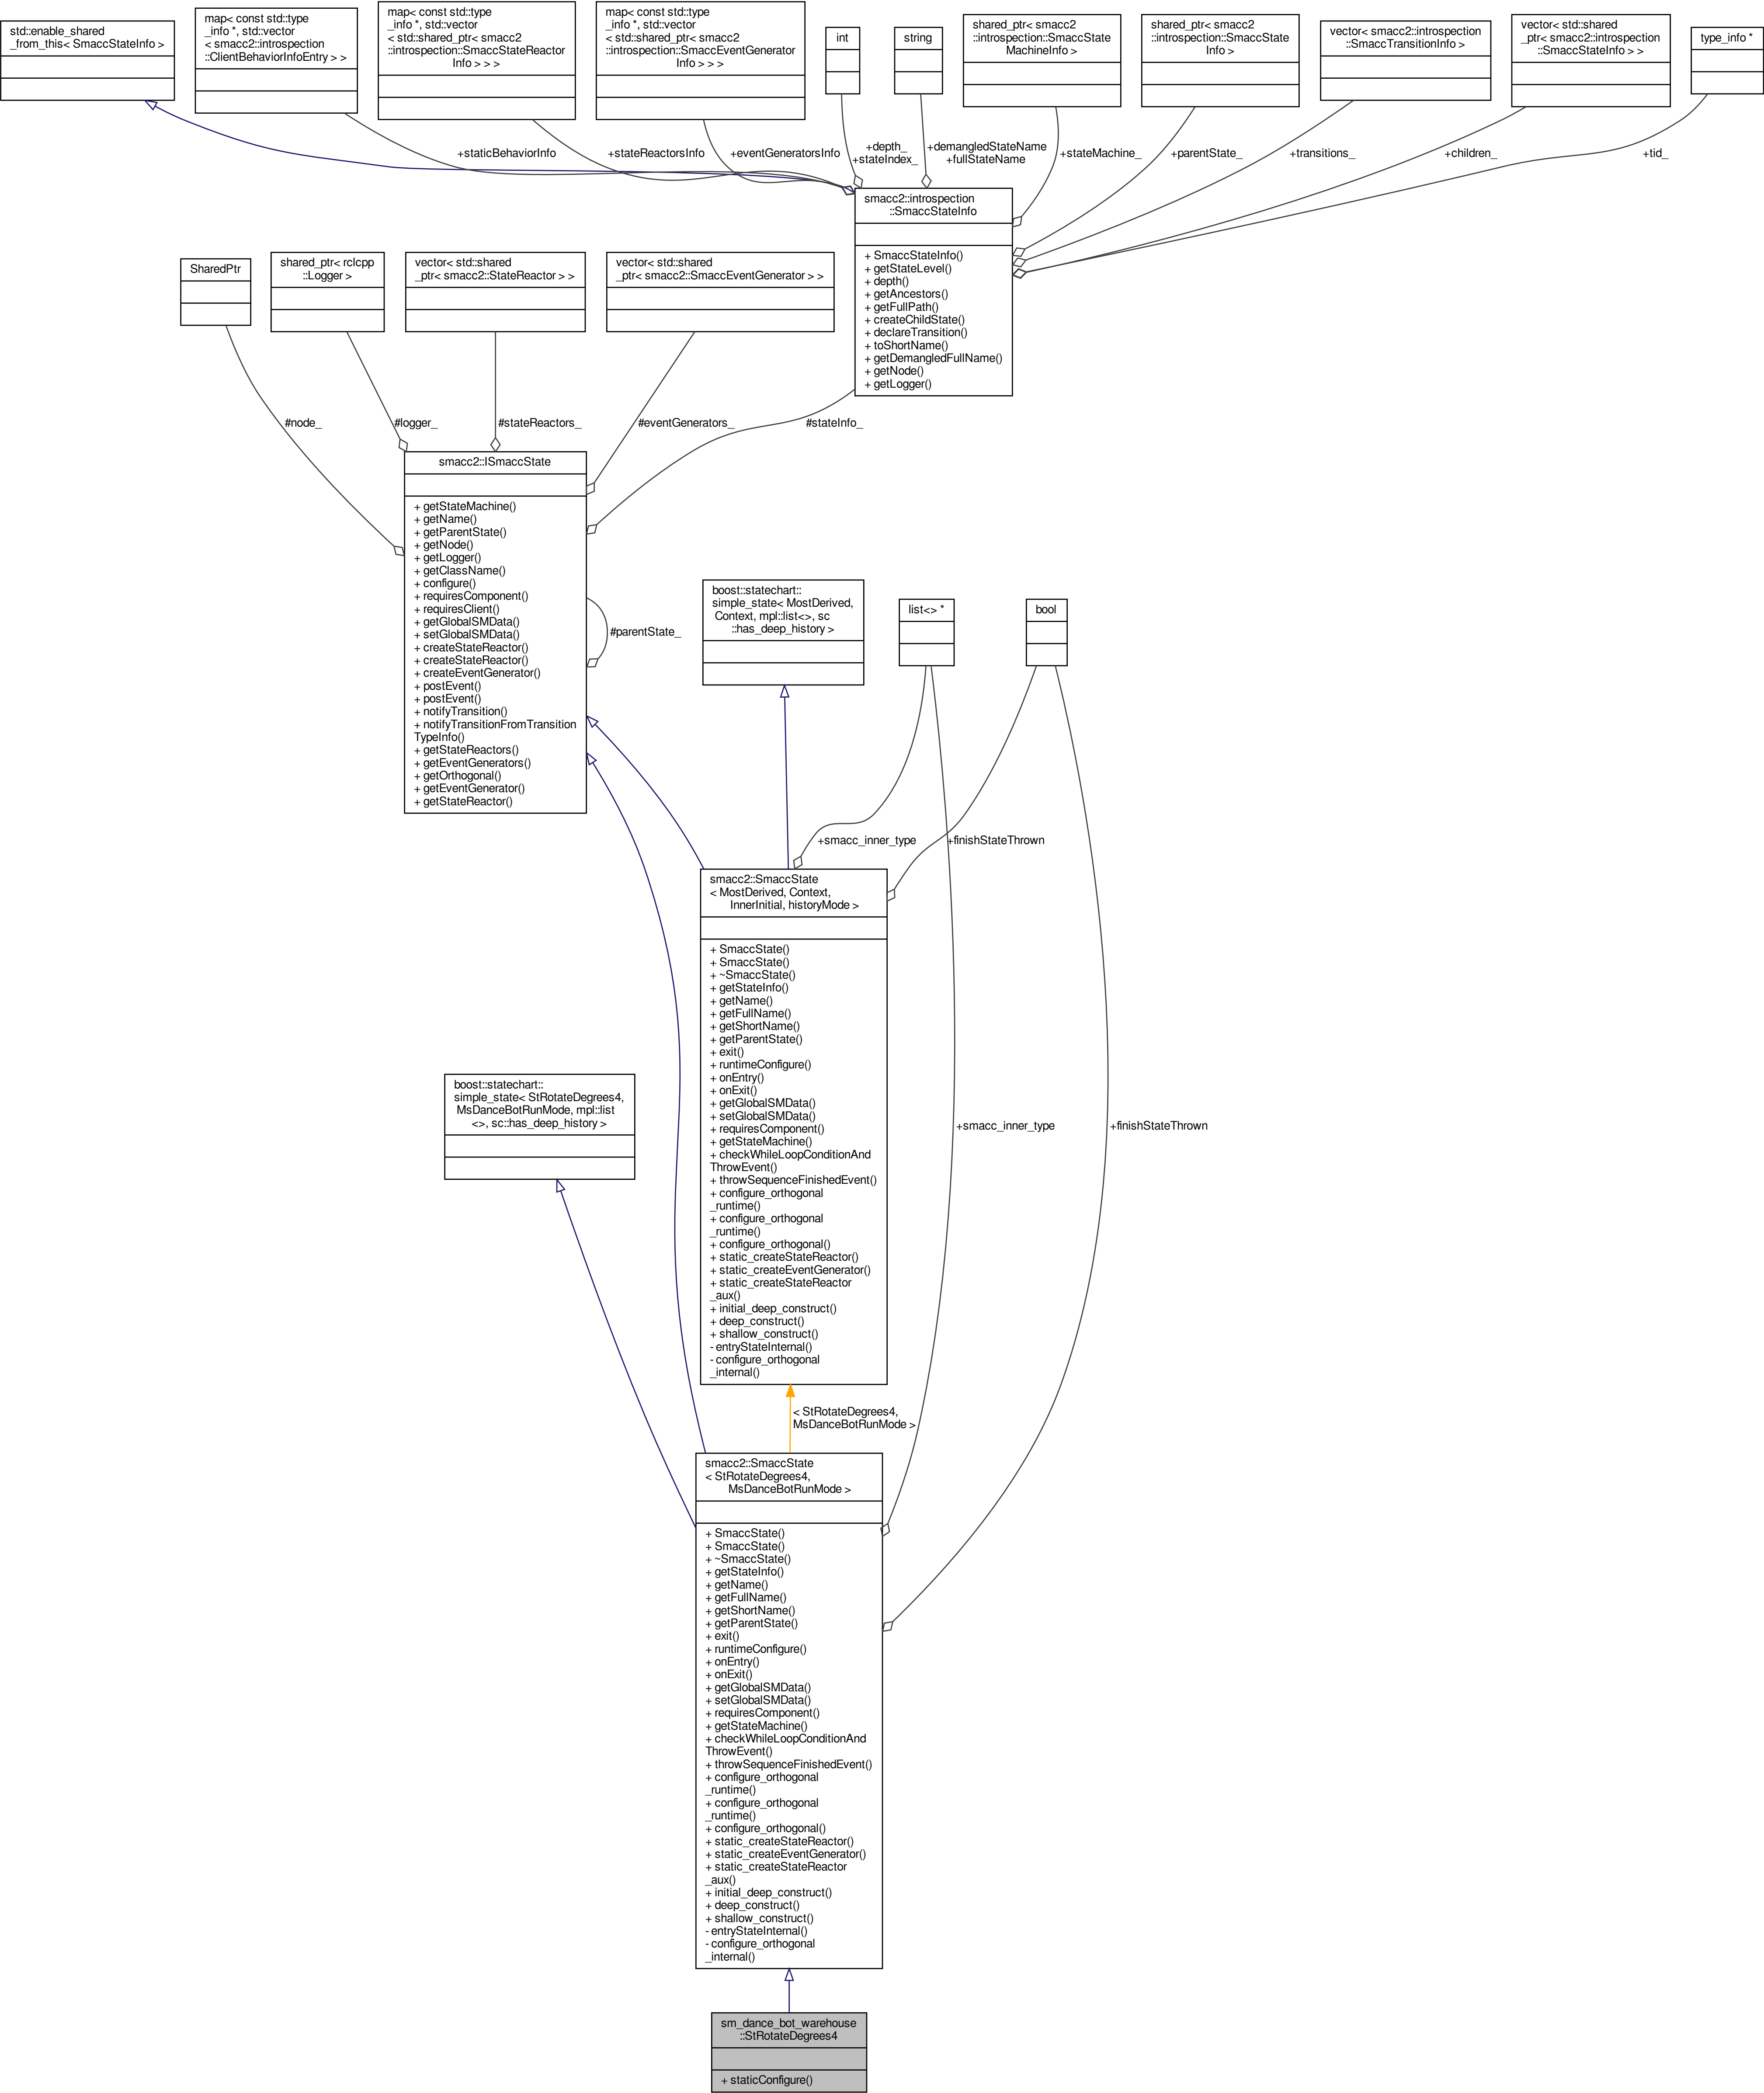 std::enable_shared
_from_this< SmaccStateInfo >
map< const std::type
_info *, std::vector
< smacc2::introspection
::ClientBehaviorInfoEntry > >
map< const std::type
_info *, std::vector
< std::shared_ptr< smacc2
::introspection::SmaccStateReactor
Info > > >
map< const std::type
_info *, std::vector
< std::shared_ptr< smacc2
::introspection::SmaccEventGenerator
Info > > >
int
string
shared_ptr< smacc2
::introspection::SmaccState
MachineInfo >
shared_ptr< smacc2
::introspection::SmaccState
Info >
vector< smacc2::introspection
::SmaccTransitionInfo >
vector< std::shared
_ptr< smacc2::introspection
::SmaccStateInfo > >
type_info *
+staticBehaviorInfo
+stateReactorsInfo
+eventGeneratorsInfo
+depth_
+stateIndex_
+demangledStateName
+fullStateName
+stateMachine_
+parentState_
+transitions_
+children_
+tid_
smacc2::introspection
::SmaccStateInfo
+ SmaccStateInfo()
+ getStateLevel()
+ depth()
+ getAncestors()
+ getFullPath()
+ createChildState()
+ declareTransition()
+ toShortName()
+ getDemangledFullName()
+ getNode()
+ getLogger()
SharedPtr
shared_ptr< rclcpp
::Logger >
vector< std::shared
_ptr< smacc2::StateReactor > >
vector< std::shared
_ptr< smacc2::SmaccEventGenerator > >
#node_
#logger_
#stateReactors_
#eventGenerators_
#stateInfo_
smacc2::ISmaccState
+ getStateMachine()
+ getName()
+ getParentState()
+ getNode()
+ getLogger()
+ getClassName()
+ configure()
+ requiresComponent()
+ requiresClient()
+ getGlobalSMData()
+ setGlobalSMData()
+ createStateReactor()
+ createStateReactor()
+ createEventGenerator()
+ postEvent()
+ postEvent()
+ notifyTransition()
+ notifyTransitionFromTransition
TypeInfo()
+ getStateReactors()
+ getEventGenerators()
+ getOrthogonal()
+ getEventGenerator()
+ getStateReactor()
#parentState_
boost::statechart::
simple_state< MostDerived,
Context, mpl::list<>, sc
::has_deep_history >
list<> *
bool
+smacc_inner_type
+finishStateThrown
smacc2::SmaccState
< MostDerived, Context,
InnerInitial, historyMode >
+ SmaccState()
+ SmaccState()
+ ~SmaccState()
+ getStateInfo()
+ getName()
+ getFullName()
+ getShortName()
+ getParentState()
+ exit()
+ runtimeConfigure()
+ onEntry()
+ onExit()
+ getGlobalSMData()
+ setGlobalSMData()
+ requiresComponent()
+ getStateMachine()
+ checkWhileLoopConditionAnd
ThrowEvent()
+ throwSequenceFinishedEvent()
+ configure_orthogonal
_runtime()
+ configure_orthogonal
_runtime()
+ configure_orthogonal()
+ static_createStateReactor()
+ static_createEventGenerator()
+ static_createStateReactor
_aux()
+ initial_deep_construct()
+ deep_construct()
+ shallow_construct()
- entryStateInternal()
- configure_orthogonal
_internal()
boost::statechart::
simple_state< StRotateDegrees4,
MsDanceBotRunMode, mpl::list
<>, sc::has_deep_history >
+smacc_inner_type
+finishStateThrown
< StRotateDegrees4,
MsDanceBotRunMode >
smacc2::SmaccState
< StRotateDegrees4,
MsDanceBotRunMode >
+ SmaccState()
+ SmaccState()
+ ~SmaccState()
+ getStateInfo()
+ getName()
+ getFullName()
+ getShortName()
+ getParentState()
+ exit()
+ runtimeConfigure()
+ onEntry()
+ onExit()
+ getGlobalSMData()
+ setGlobalSMData()
+ requiresComponent()
+ getStateMachine()
+ checkWhileLoopConditionAnd
ThrowEvent()
+ throwSequenceFinishedEvent()
+ configure_orthogonal
_runtime()
+ configure_orthogonal
_runtime()
+ configure_orthogonal()
+ static_createStateReactor()
+ static_createEventGenerator()
+ static_createStateReactor
_aux()
+ initial_deep_construct()
+ deep_construct()
+ shallow_construct()
- entryStateInternal()
- configure_orthogonal
_internal()
sm_dance_bot_warehouse
::StRotateDegrees4
+ staticConfigure()